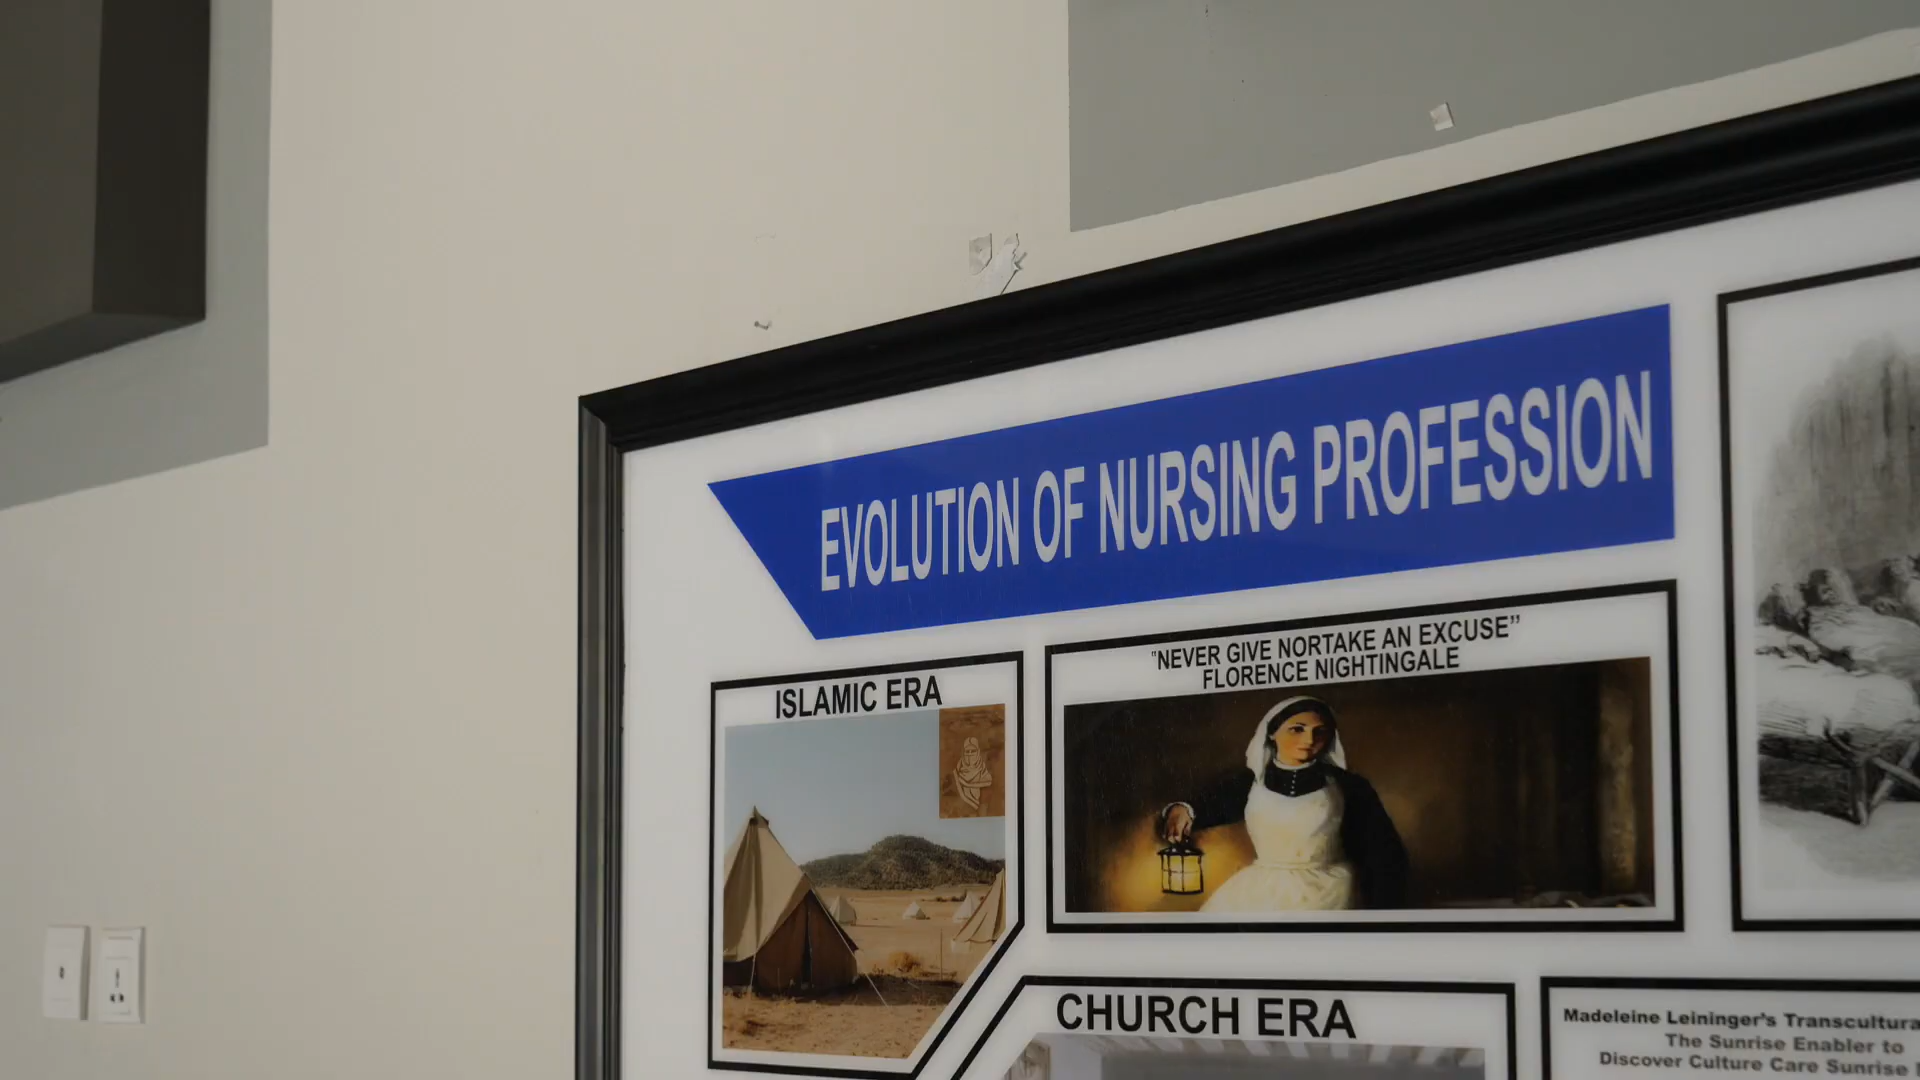 EVOLUTION OF NURSING PROFESSION
ISLAMIC ERA
"NEVER GIVE NORTAKE AN EXCUSE"
FLORENCE NIGHTINGALE
CHURCH ERA
Madeleine Leininger's
The Sunrise Enabler to
Discover Culture Care Sunrise